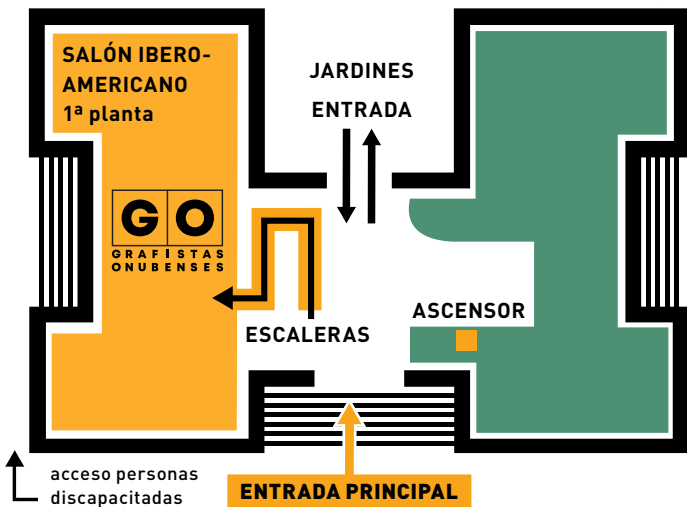 SALÓN IBERO-
AMERICANO
1ª planta
JARDINES
ENTRADA
GO
GRAFISTAS
ONUBENSES
ESCALERAS
ASCENSOR
acceso personas
discapacitadas
ENTRADA PRINCIPAL